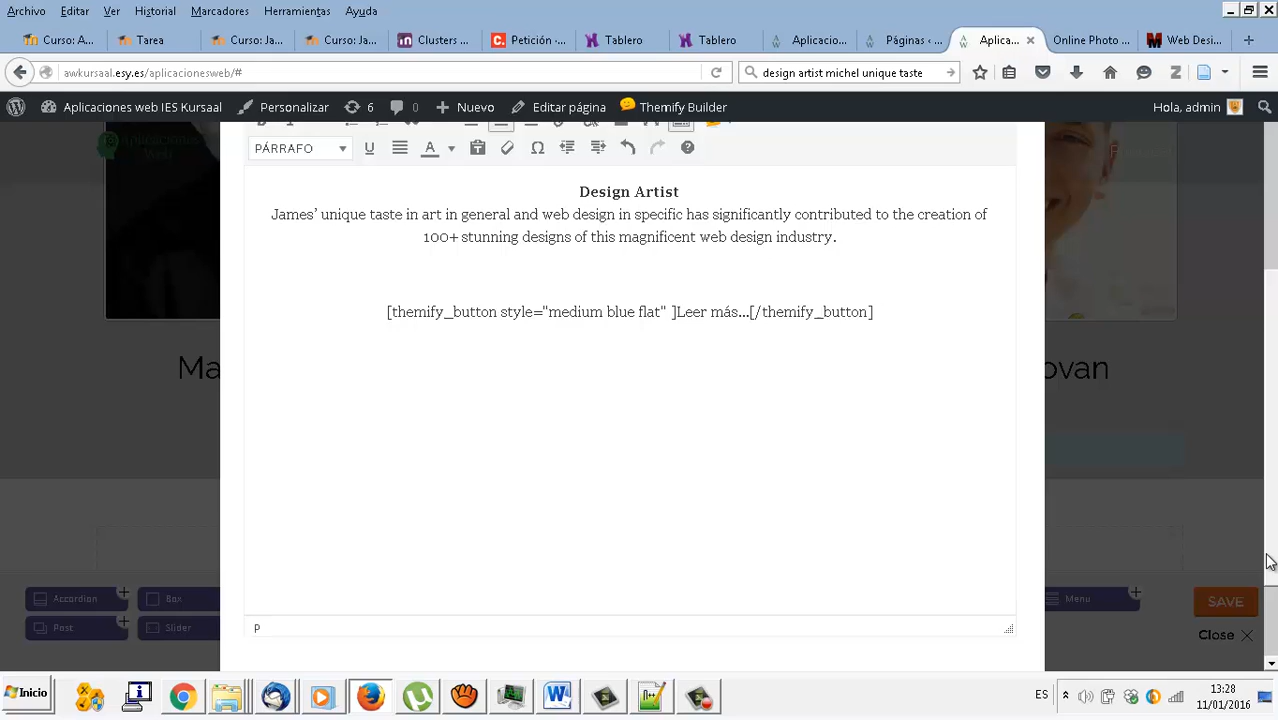 Archivo Editar Ver Historial Marcadores Herramientas Ayuda
Curso: A... Tarea Curso: Ja... Curso: Ja... Clusters ... Petición -... Tablero Tablero Aplicacio... Páginas ‹... Aplica... Online Photo ... Web Desi...
awkursaal.esy.es/aplicacionesweb/# design artist michel unique taste
Aplicaciones web IES Kursaal Personalizar 6 0 Nuevo Editar página Themify Builder Hola, admin
PÁRRAFO
Design Artist
James' unique taste in art in general and web design in specific has significantly contributed to the creation of
100+ stunning designs of this magnificent web design industry.
[themify_button style="medium blue flat" ]Leer más...[/themify_button]
Ma
ovan
Accordion Box Menu SAVE
Post Slider Close
P
Inicio ES 13:28
11/01/2016